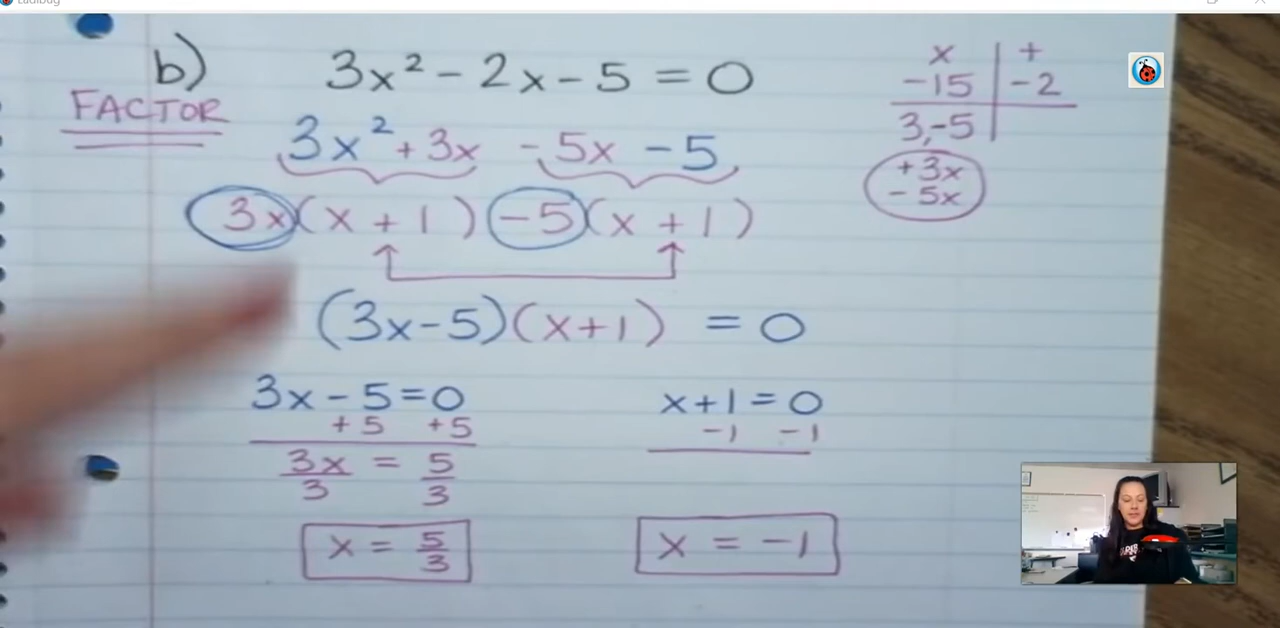 Ladibug
b) 3x² - 2x - 5 = 0
FACTOR
3x² + 3x - 5x - 5
3x(x + 1) -5(x + 1)
(3x-5)(x+1) = 0
3x - 5 = 0
+5 +5
3x = 5
3 3
x = 5/3
x+1 = 0
-1 -1
x = -1
x | +
-15 | -2
3,-5
+3x
-5x